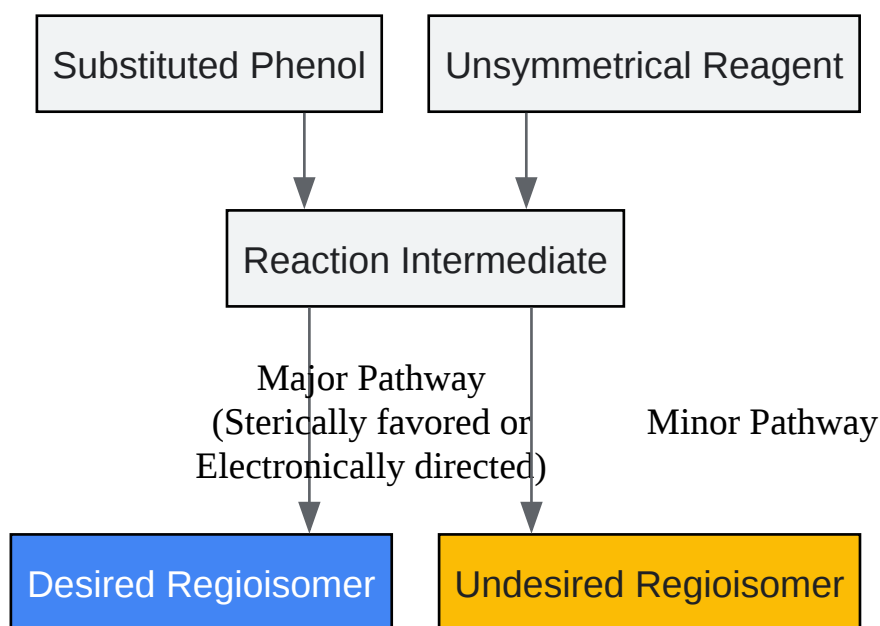 Substituted Phenol
Unsymmetrical Reagent
Reaction Intermediate
Major Pathway
(Sterically favored or
Electronically directed)
Minor Pathway
Desired Regioisomer
Undesired Regioisomer